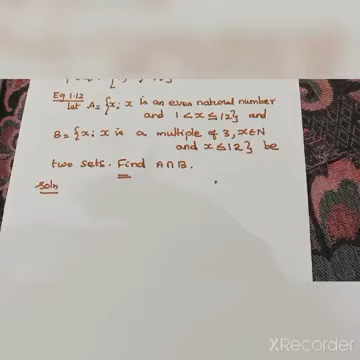 Eg 1.12
let A = {x; x is an even natural number
and 1 < x ≤ 12} and
B = {x; x is a multiple of 3, x∈N
and x ≤ 12} be
two sets. Find A∩B.
Soln
XRecorder